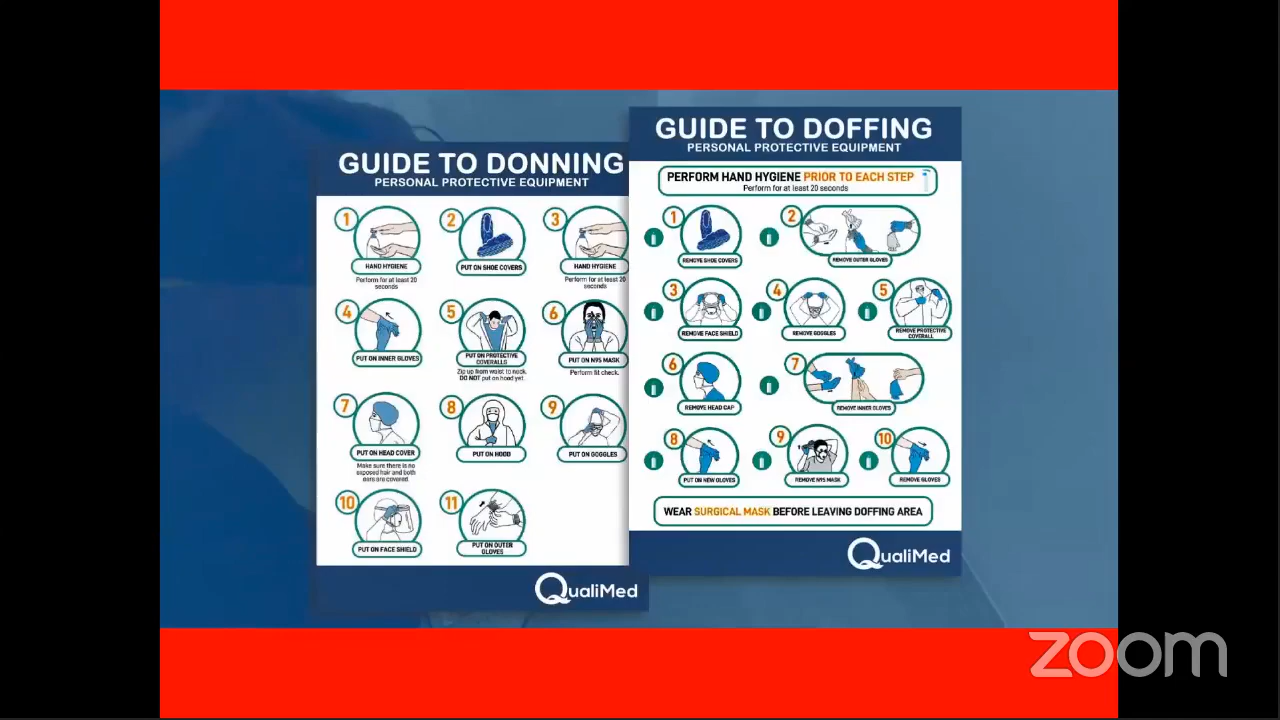 GUIDE TO DONNING
PERSONAL PROTECTIVE EQUIPMENT
1
HAND HYGIENE
Perform for at least 20
seconds
2
PUT ON SHOE COVERS
3
HAND HYGIENE
Perform for at least 20
seconds
4
PUT ON INNER GLOVES
5
PUT ON PROTECTIVE
COVERALLS
Zip up from waist to neck.
DO NOT put on hood yet.
6
PUT ON N95 MASK
Perform fit check.
7
PUT ON HEAD COVER
Make sure there is no
exposed hair and both
ears are covered.
8
PUT ON HOOD
9
PUT ON GOGGLES
10
PUT ON FACE SHIELD
11
PUT ON OUTER
GLOVES
QualiMed
GUIDE TO DOFFING
PERSONAL PROTECTIVE EQUIPMENT
PERFORM HAND HYGIENE PRIOR TO EACH STEP
Perform for at least 20 seconds
1
REMOVE SHOE COVERS
2
REMOVE OUTER GLOVES
3
REMOVE FACE SHIELD
4
REMOVE GOGGLES
5
REMOVE PROTECTIVE
COVERALL
6
REMOVE HEAD CAP
7
REMOVE INNER GLOVES
8
PUT ON NEW GLOVES
9
REMOVE N95 MASK
10
REMOVE GLOVES
WEAR SURGICAL MASK BEFORE LEAVING DOFFING AREA
QualiMed
zoom